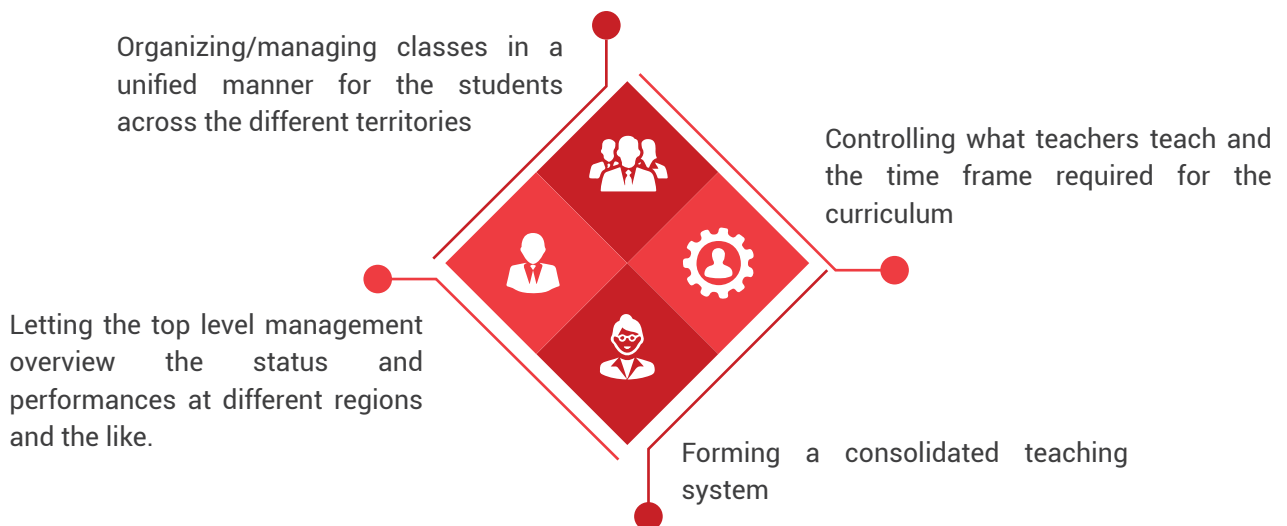 Organizing/managing classes in a
unified manner for the students
across the different territories
Controlling what teachers teach and
the time frame required for the
curriculum
Letting the top level management
overview the status and
performances at different regions
and the like.
Forming a consolidated teaching
system